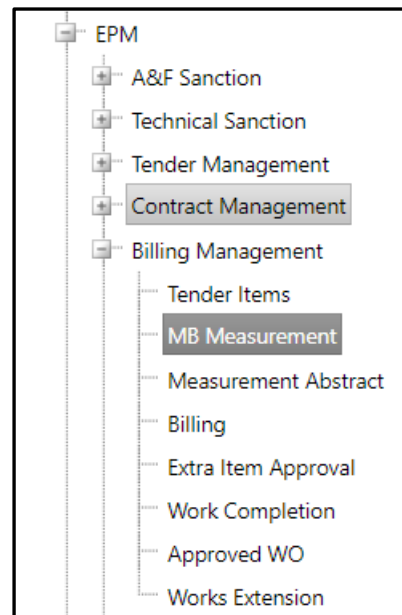 EPM
A&F Sanction
Technical Sanction
Tender Management
Contract Management
Billing Management
Tender Items
MB Measurement
Measurement Abstract
Billing
Extra Item Approval
Work Completion
Approved WO
Works Extension